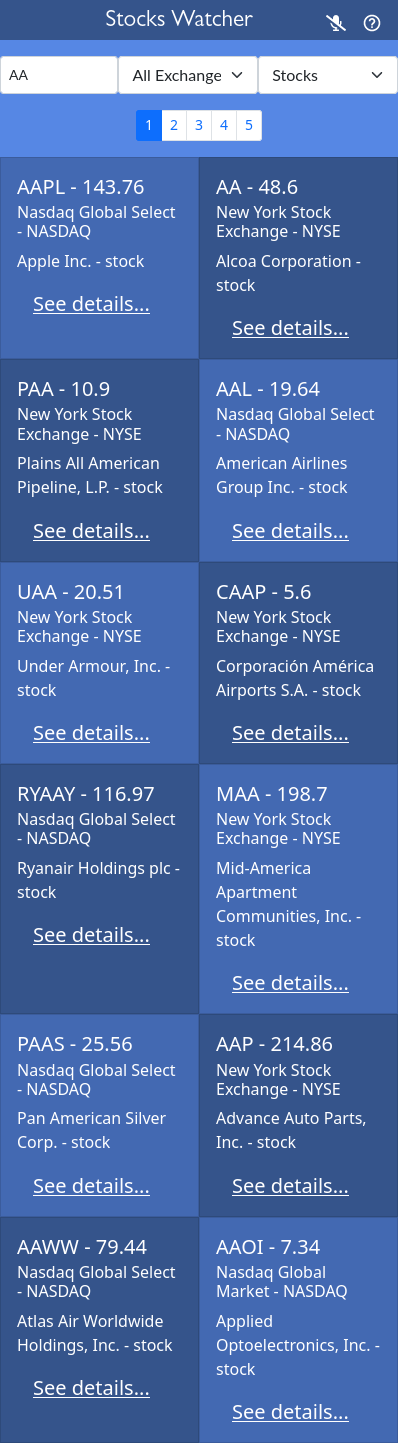 Stocks Watcher
AA
All Exchange
Stocks
1 2 3 4 5
AAPL - 143.76
Nasdaq Global Select
- NASDAQ
Apple Inc. - stock
See details...
AA - 48.6
New York Stock
Exchange - NYSE
Alcoa Corporation -
stock
See details...
PAA - 10.9
New York Stock
Exchange - NYSE
Plains All American
Pipeline, L.P. - stock
See details...
AAL - 19.64
Nasdaq Global Select
- NASDAQ
American Airlines
Group Inc. - stock
See details...
UAA - 20.51
New York Stock
Exchange - NYSE
Under Armour, Inc. -
stock
See details...
CAAP - 5.6
New York Stock
Exchange - NYSE
Corporación América
Airports S.A. - stock
See details...
RYAAY - 116.97
Nasdaq Global Select
- NASDAQ
Ryanair Holdings plc -
stock
See details...
MAA - 198.7
New York Stock
Exchange - NYSE
Mid-America
Apartment
Communities, Inc. -
stock
See details...
PAAS - 25.56
Nasdaq Global Select
- NASDAQ
Pan American Silver
Corp. - stock
See details...
AAP - 214.86
New York Stock
Exchange - NYSE
Advance Auto Parts,
Inc. - stock
See details...
AAWW - 79.44
Nasdaq Global Select
- NASDAQ
Atlas Air Worldwide
Holdings, Inc. - stock
See details...
AAOI - 7.34
Nasdaq Global
Market - NASDAQ
Applied
Optoelectronics, Inc. -
stock
See details...